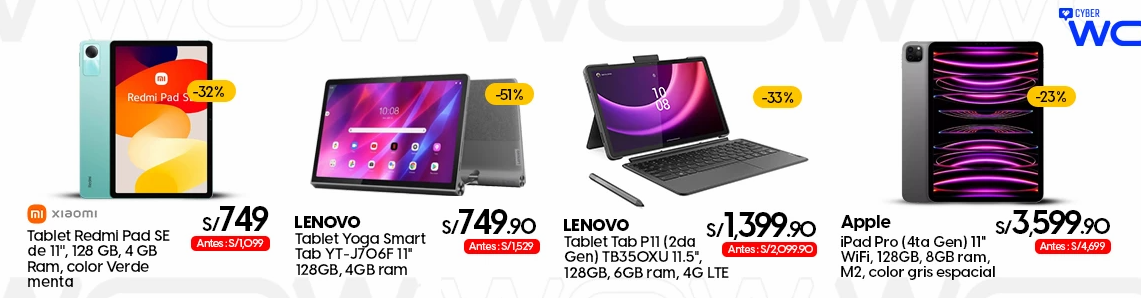 CYBER
WO
-32%
Redmi Pad SE
xiaomi
S/749
Antes : S/1,099
Tablet Redmi Pad SE
de 11", 128 GB, 4 GB
Ram, color Verde
menta
-51%
LENOVO
S/749.90
Antes : S/1,529
Tablet Yoga Smart
Tab YT-J706F 11"
128GB, 4GB ram
-33%
10
08
LENOVO
S/1,399.90
Antes : S/2,099.90
Tablet Tab P11 (2da
Gen) TB350XU 11.5",
128GB, 6GB ram, 4G LTE
-23%
Apple
S/3,599.90
Antes : S/4,699
iPad Pro (4ta Gen) 11"
WiFi, 128GB, 8GB ram,
M2, color gris espacial